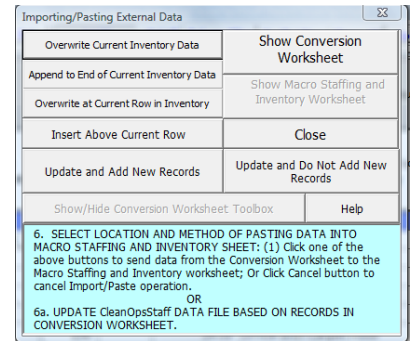 Importing/Pasting External Data
Overwrite Current Inventory Data
Show Conversion
Worksheet
Append to End of Current Inventory Data
Show Macro Staffing and
Inventory Worksheet
Overwrite at Current Row in Inventory
Insert Above Current Row
Close
Update and Add New Records
Update and Do Not Add New
Records
Show/Hide Conversion Worksheet Toolbox
Help
6. SELECT LOCATION AND METHOD OF PASTING DATA INTO
MACRO STAFFING AND INVENTORY SHEET: (1) Click one of the
above buttons to send data from the Conversion Worksheet to the
Macro Staffing and Inventory worksheet; Or Click Cancel button to
cancel Import/Paste operation.
OR
6a. UPDATE CleanOpsStaff DATA FILE BASED ON RECORDS IN
CONVERSION WORKSHEET.